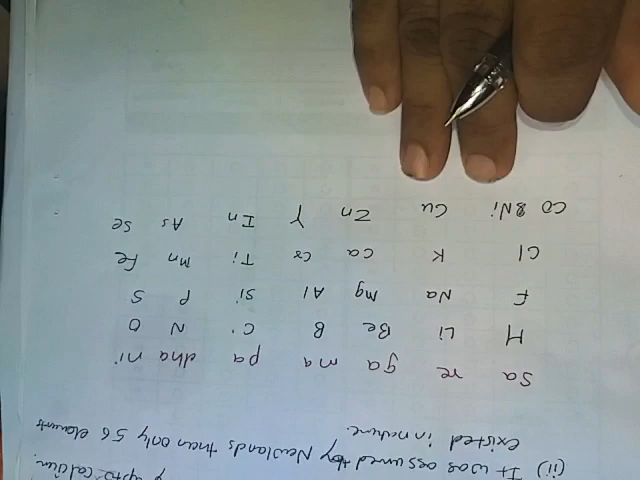 upto calcium.
(ii) It was assumed by Newlands that only 56 elements
existed in nature.
Sa re ga ma pa dha ni
H Li Be B C N O
F Na Mg Al Si P S
Cl K Ca Cs Ti Mn Fe
CO & Ni Cu Zn Y In As Se